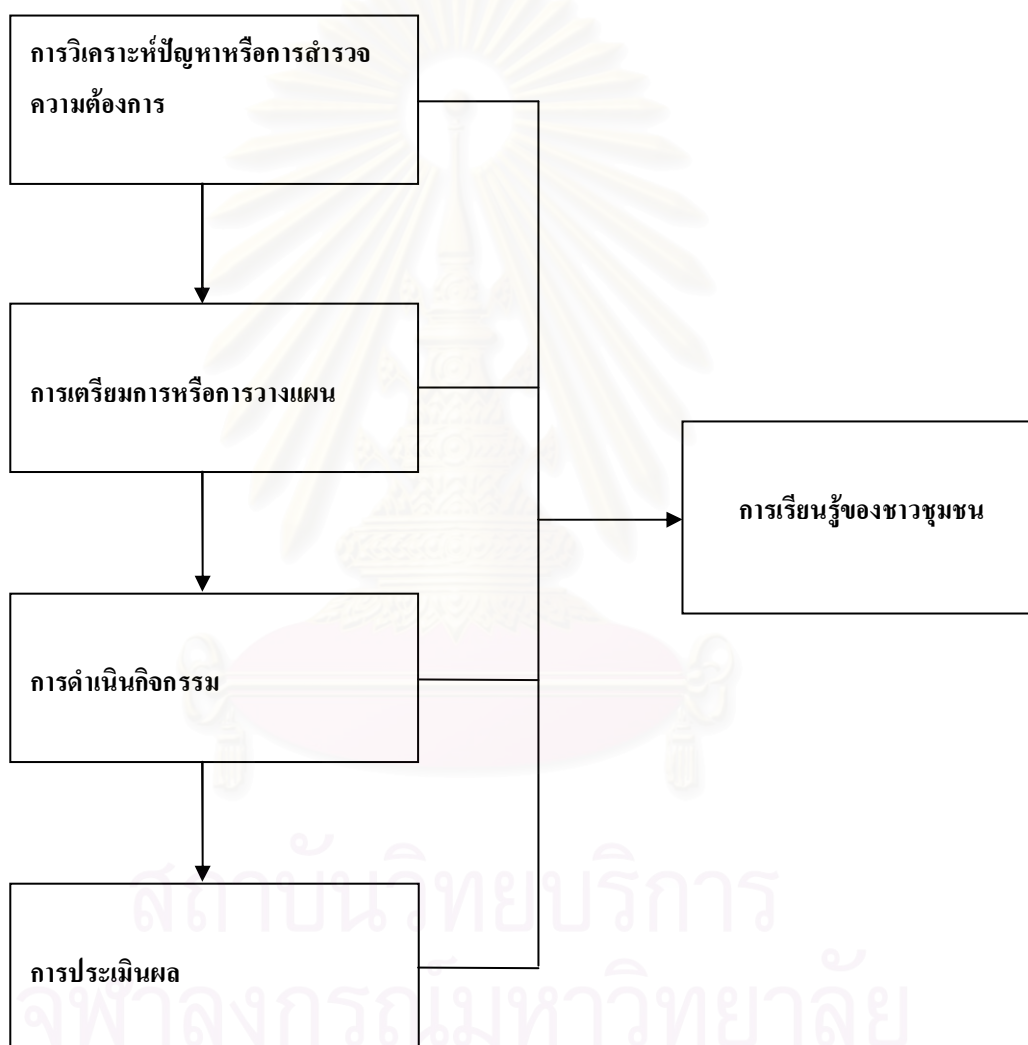 การวิเคราะห์ปัญหาหรือการสำรวจ
ความต้องการ
การเตรียมการหรือการวางแผน
การเรียนรู้ของชาวชุมชน
การดำเนินกิจกรรม
การประเมินผล
สถาบันวิทยบริการ
จุฬาลงกรณ์มหาวิทยาลัย